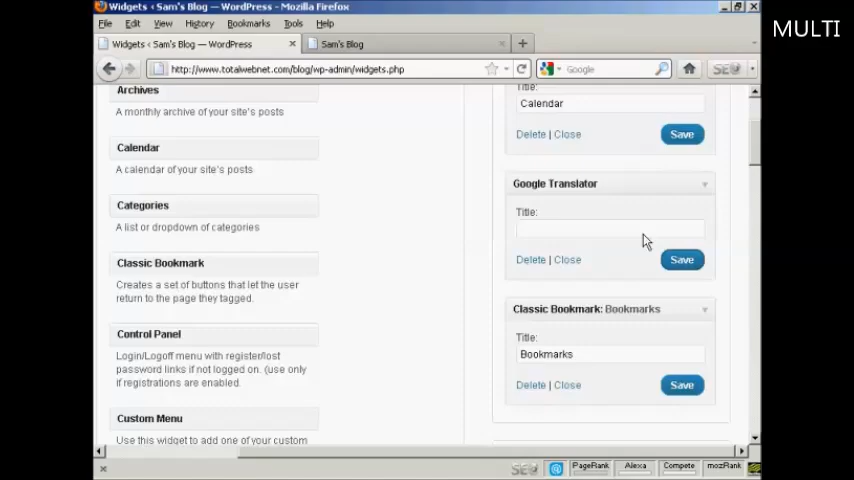 Widgets ‹ Sam's Blog — WordPress - Mozilla Firefox
MULTI
File Edit View History Bookmarks Tools Help
Widgets ‹ Sam's Blog — WordPress
Sam's Blog
http://www.totalwebnet.com/blog/wp-admin/widgets.php
Google
Archives
A monthly archive of your site's posts
Calendar
A calendar of your site's posts
Categories
A list or dropdown of categories
Classic Bookmark
Creates a set of buttons that let the user
return to the page they tagged.
Control Panel
Login/Logoff menu with register/lost
password links if not logged on. (use only
if registrations are enabled.
Custom Menu
Use this widget to add one of your custom
Title:
Calendar
Delete | Close
Save
Google Translator
Title:
Delete | Close
Save
Classic Bookmark: Bookmarks
Title:
Bookmarks
Delete | Close
Save
PageRank
Alexa
Compete
mozRank